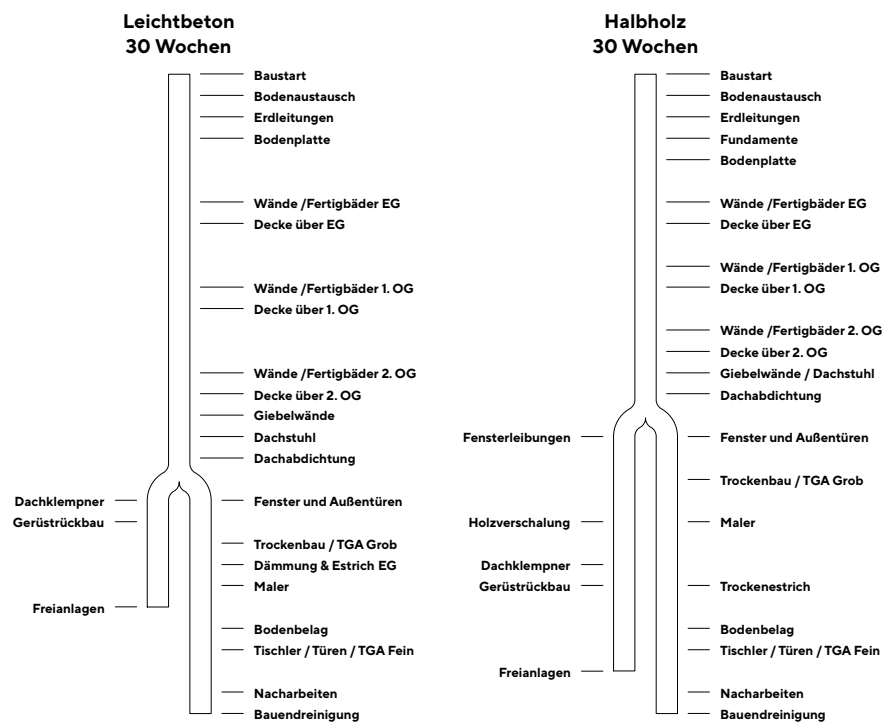 Leichtbeton
30 Wochen
Baustart
Bodenaustausch
Erdleitungen
Bodenplatte
Wände /Fertigbäder EG
Decke über EG
Wände /Fertigbäder 1. OG
Decke über 1. OG
Wände /Fertigbäder 2. OG
Decke über 2. OG
Giebelwände
Dachstuhl
Dachabdichtung
Dachklempner
Fenster und Außentüren
Gerüstrückbau
Trockenbau / TGA Grob
Dämmung & Estrich EG
Maler
Freianlagen
Bodenbelag
Tischler / Türen / TGA Fein
Nacharbeiten
Bauendreinigung
Halbholz
30 Wochen
Baustart
Bodenaustausch
Erdleitungen
Fundamente
Bodenplatte
Wände /Fertigbäder EG
Decke über EG
Wände /Fertigbäder 1. OG
Decke über 1. OG
Wände /Fertigbäder 2. OG
Decke über 2. OG
Giebelwände / Dachstuhl
Dachabdichtung
Fensterleibungen
Fenster und Außentüren
Trockenbau / TGA Grob
Holzverschalung
Maler
Dachklempner
Gerüstrückbau
Trockenestrich
Bodenbelag
Tischler / Türen / TGA Fein
Freianlagen
Nacharbeiten
Bauendreinigung